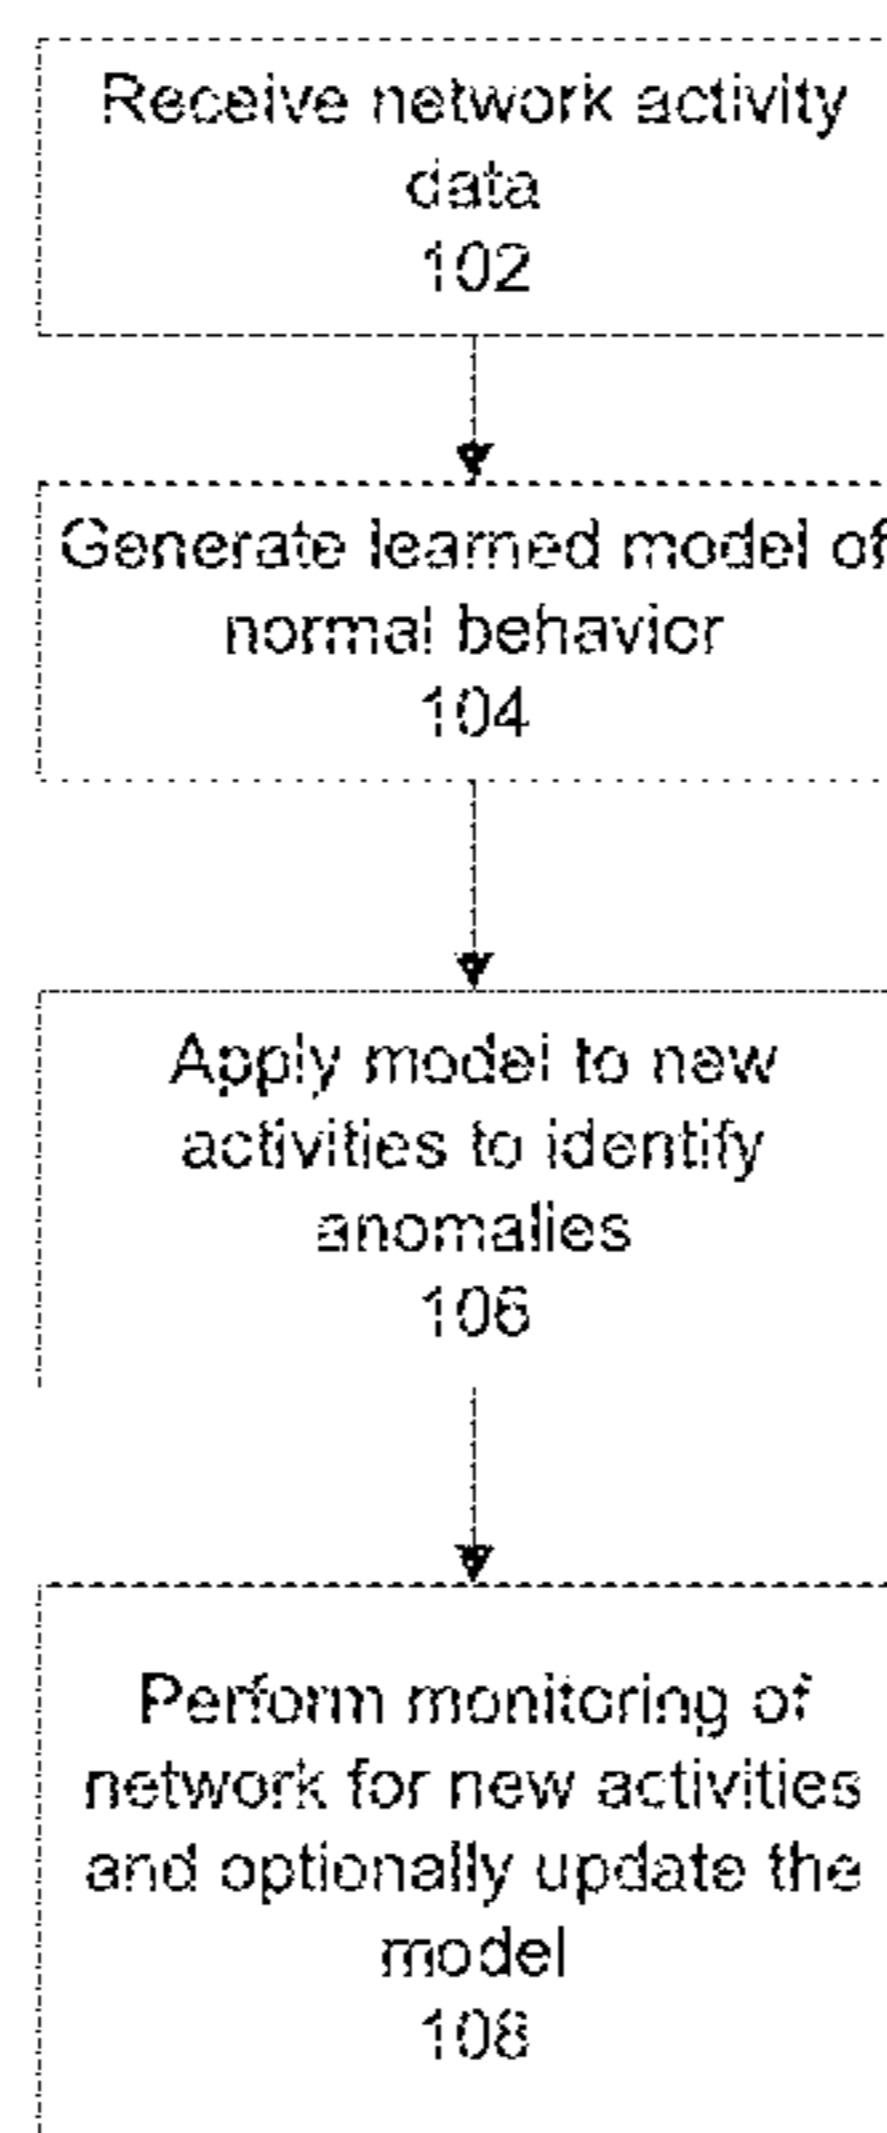 Receive network activity
data
102
Generate learned model of
normal behavior
104
Apply model to new
activities to identify
anomalies
106
Perform monitoring of
network for new activities
and optionally update the
model
108